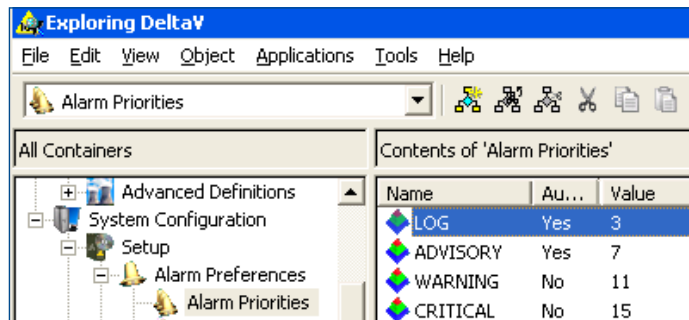 Exploring DeltaV
File Edit View Object Applications Tools Help
Alarm Priorities
All Containers
Contents of 'Alarm Priorities'
Advanced Definitions
System Configuration
Setup
Alarm Preferences
Alarm Priorities
Name Au... Value
LOG Yes 3
ADVISORY Yes 7
WARNING No 11
CRITICAL No 15